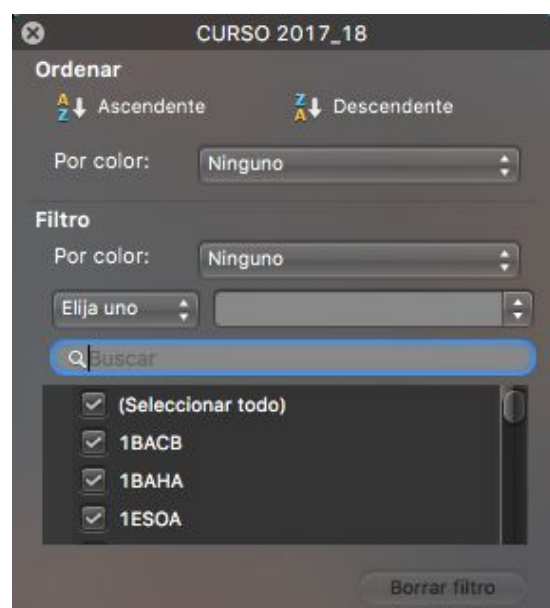 CURSO 2017_18
Ordenar
Ascendente Descendente
Por color: Ninguno
Filtro
Por color: Ninguno
Elija uno
Buscar
(Seleccionar todo)
1BACB
1BAHA
1ESOA
Borrar filtro